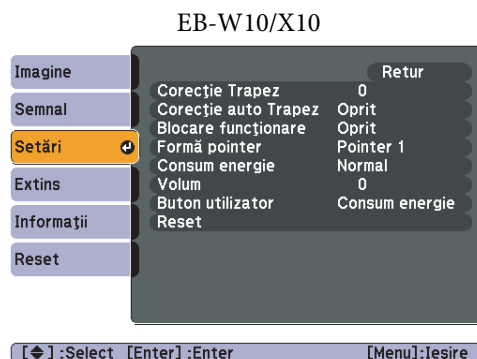 EB-W10/X10
Imagine
Semnal
Setări
Extins
Informaţii
Reset
Retur
Corecţie Trapez 0
Corecţie auto Trapez Oprit
Blocare funcţionare Oprit
Formă pointer Pointer 1
Consum energie Normal
Volum 0
Buton utilizator Consum energie
Reset
[◆] :Select [Enter] :Enter [Menu]:Iesire